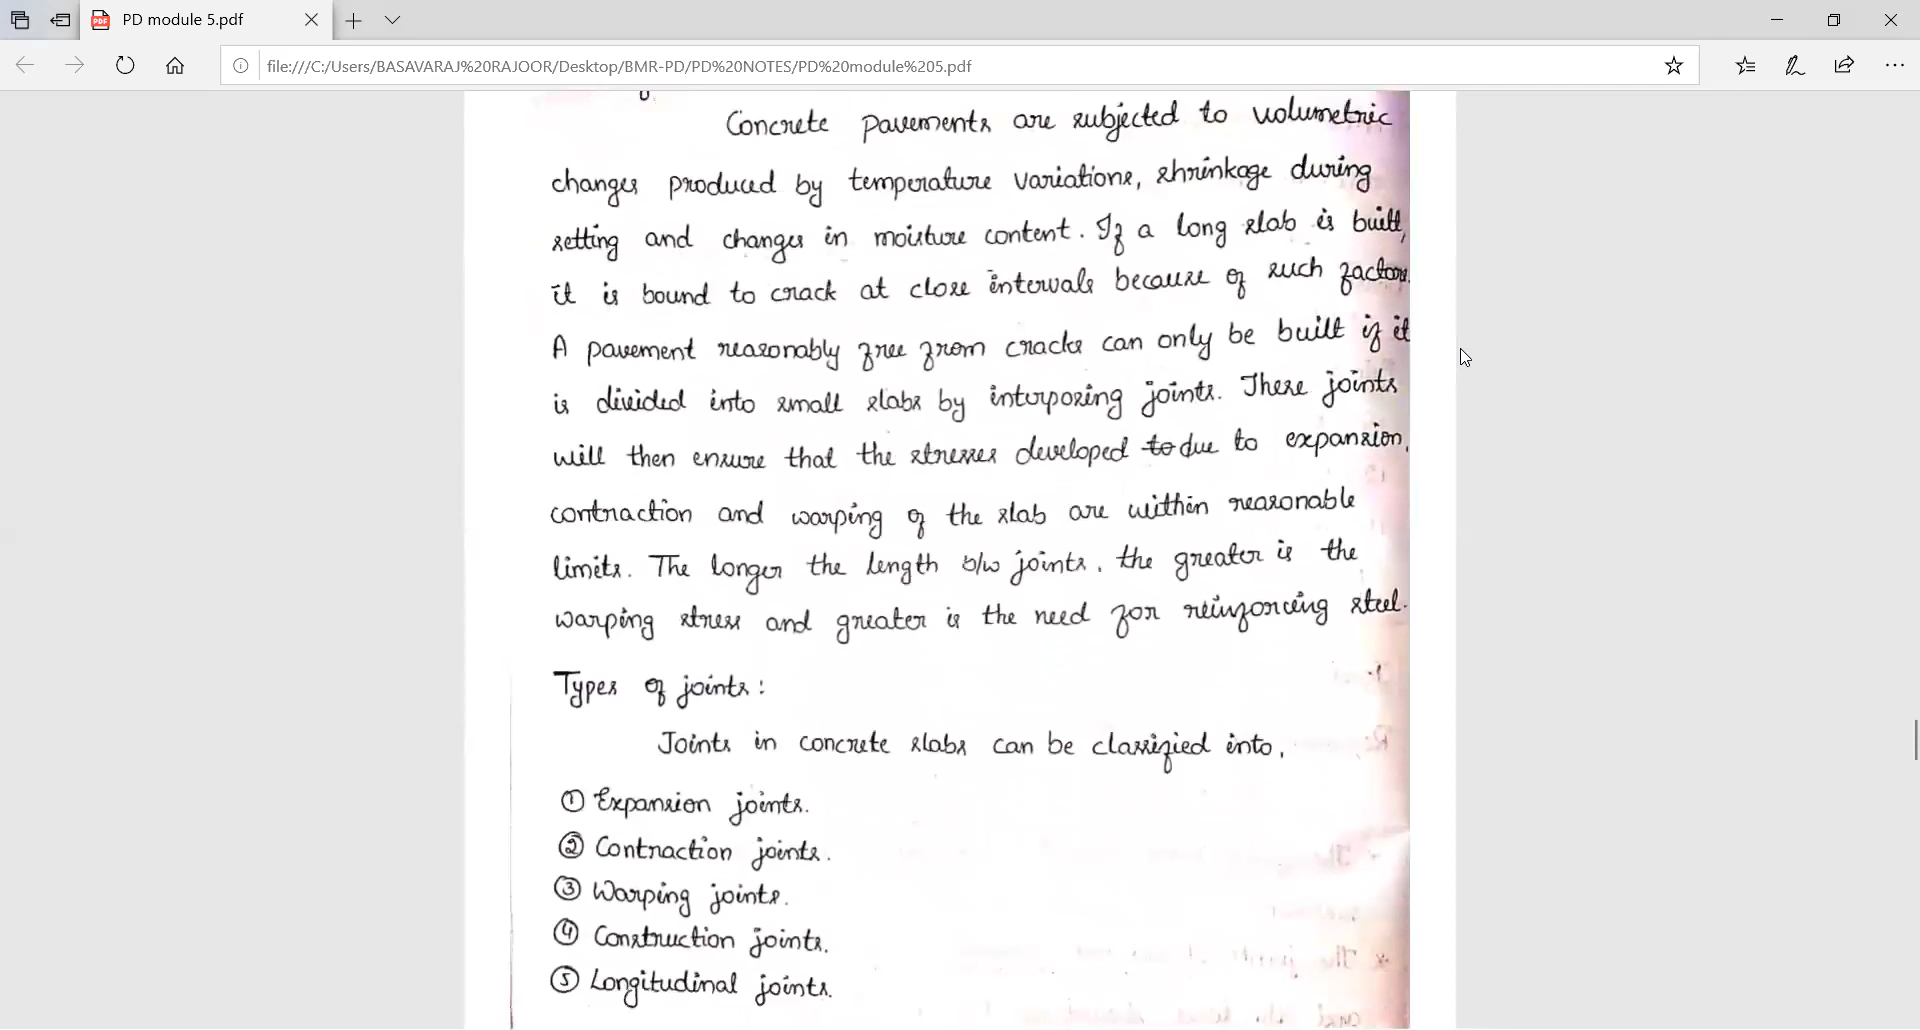 PD module 5.pdf
file:///C:/Users/BASAVARAJ%20RAJOOR/Desktop/BMR-PD/PD%20NOTES/PD%20module%205.pdf
Concrete pavements are subjected to volumetric
changes produced by temperature variations, shrinkage during
setting and changes in moisture content. If a long slab is built,
it is bound to crack at close intervals because of such factors.
A pavement reasonably free from cracks can only be built if it
is divided into small slabs by interposing joints. These joints
will then ensure that the stresses developed to due to expansion,
contraction and warping of the slab are within reasonable
limits. The longer the length b/w joints, the greater is the
warping stress and greater is the need for reinforcing steel.
Types of joints:
Joints in concrete slabs can be classified into,
① Expansion joints.
② Contraction joints.
③ Warping joints.
④ Construction joints.
⑤ Longitudinal joints.